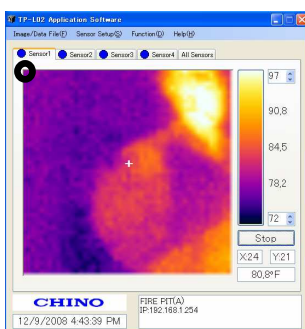 TP-L02 Application Software
Image/Data File(F) Sensor Setup(S) Function(D) Help(H)
Sensor1 Sensor2 Sensor3 Sensor4 All Sensors
97
90,8
84,5
78,2
72
Stop
X:24 Y:21
80,8°F
CHINO
FIRE PIT(A)
IP:192.168.1.254
12/9/2008 4:43:39 PM